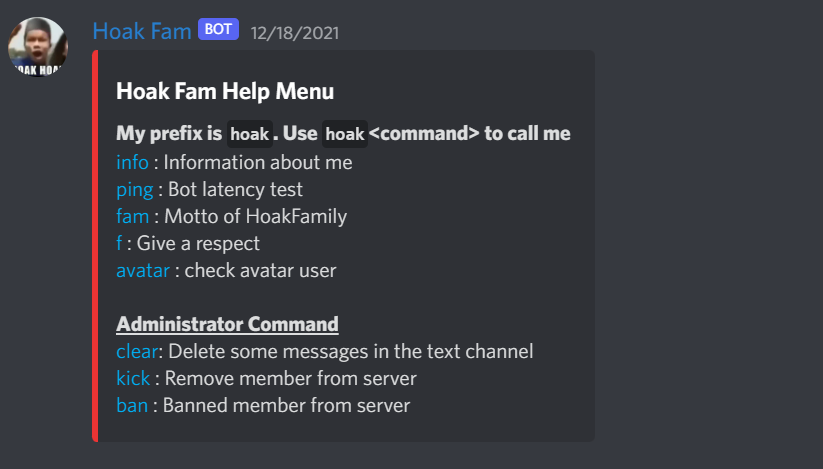 Hoak Fam BOT 12/18/2021
Hoak Fam Help Menu
My prefix is hoak. Use hoak<command> to call me
info : Information about me
ping : Bot latency test
fam : Motto of HoakFamily
f : Give a respect
avatar : check avatar user
Administrator Command
clear: Delete some messages in the text channel
kick : Remove member from server
ban : Banned member from server